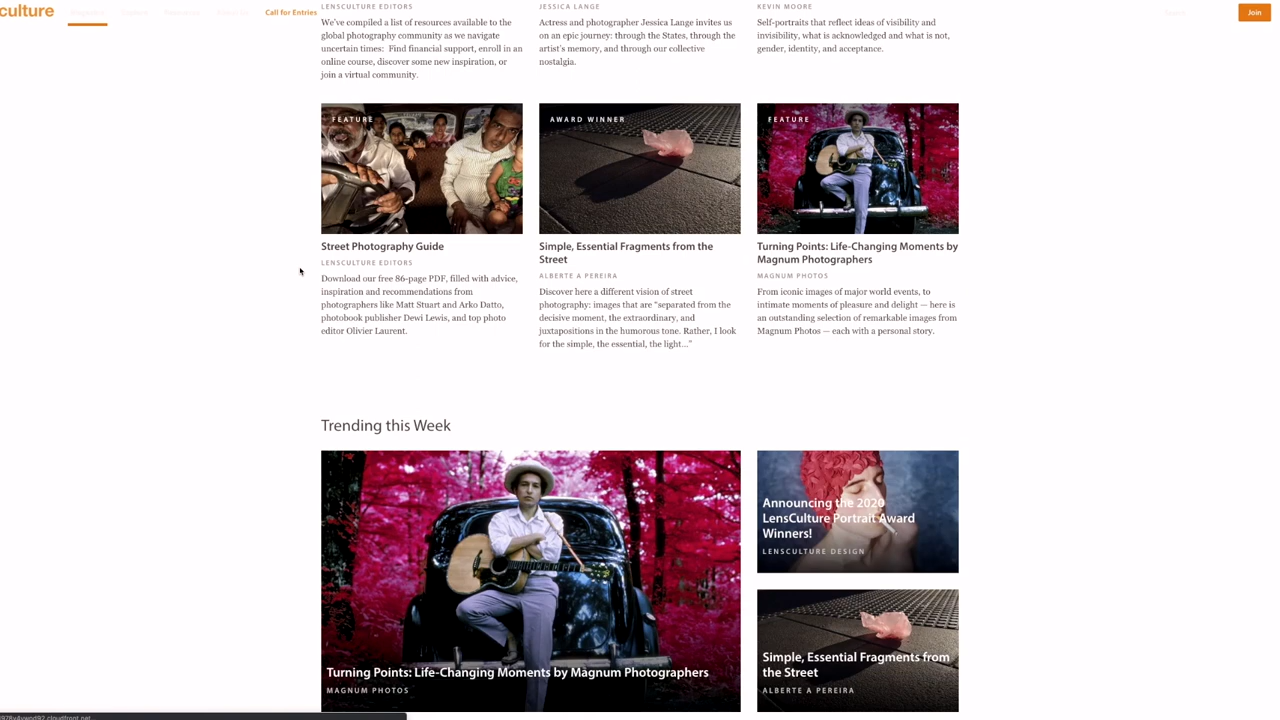 culture
Call for Entries
Join
LENSCULTURE EDITORS
We've compiled a list of resources available to the
global photography community as we navigate
uncertain times: Find financial support, enroll in an
online course, discover some new inspiration, or
join a virtual community.
JESSICA LANGE
Actress and photographer Jessica Lange invites us
on an epic journey: through the States, through the
artist's memory, and through our collective
nostalgia.
KEVIN MOORE
Self-portraits that reflect ideas of visibility and
invisibility, what is acknowledged and what is not,
gender, identity, and acceptance.
FEATURE
Street Photography Guide
LENSCULTURE EDITORS
Download our free 86-page PDF, filled with advice,
inspiration and recommendations from
photographers like Matt Stuart and Arko Datto,
photobook publisher Dewi Lewis, and top photo
editor Olivier Laurent.
AWARD WINNER
Simple, Essential Fragments from the
Street
ALBERTE A PEREIRA
Discover here a different vision of street
photography: images that are "separated from the
decisive moment, the extraordinary, and
juxtapositions in the humorous tone. Rather, I look
for the simple, the essential, the light..."
FEATURE
Turning Points: Life-Changing Moments by
Magnum Photographers
MAGNUM PHOTOS
From iconic images of major world events, to
intimate moments of pleasure and delight — here is
an outstanding selection of remarkable images from
Magnum Photos — each with a personal story.
Trending this Week
Turning Points: Life-Changing Moments by Magnum Photographers
MAGNUM PHOTOS
Announcing the 2020
LensCulture Portrait Award
Winners!
LENSCULTURE DESIGN
Simple, Essential Fragments from
the Street
ALBERTE A PEREIRA